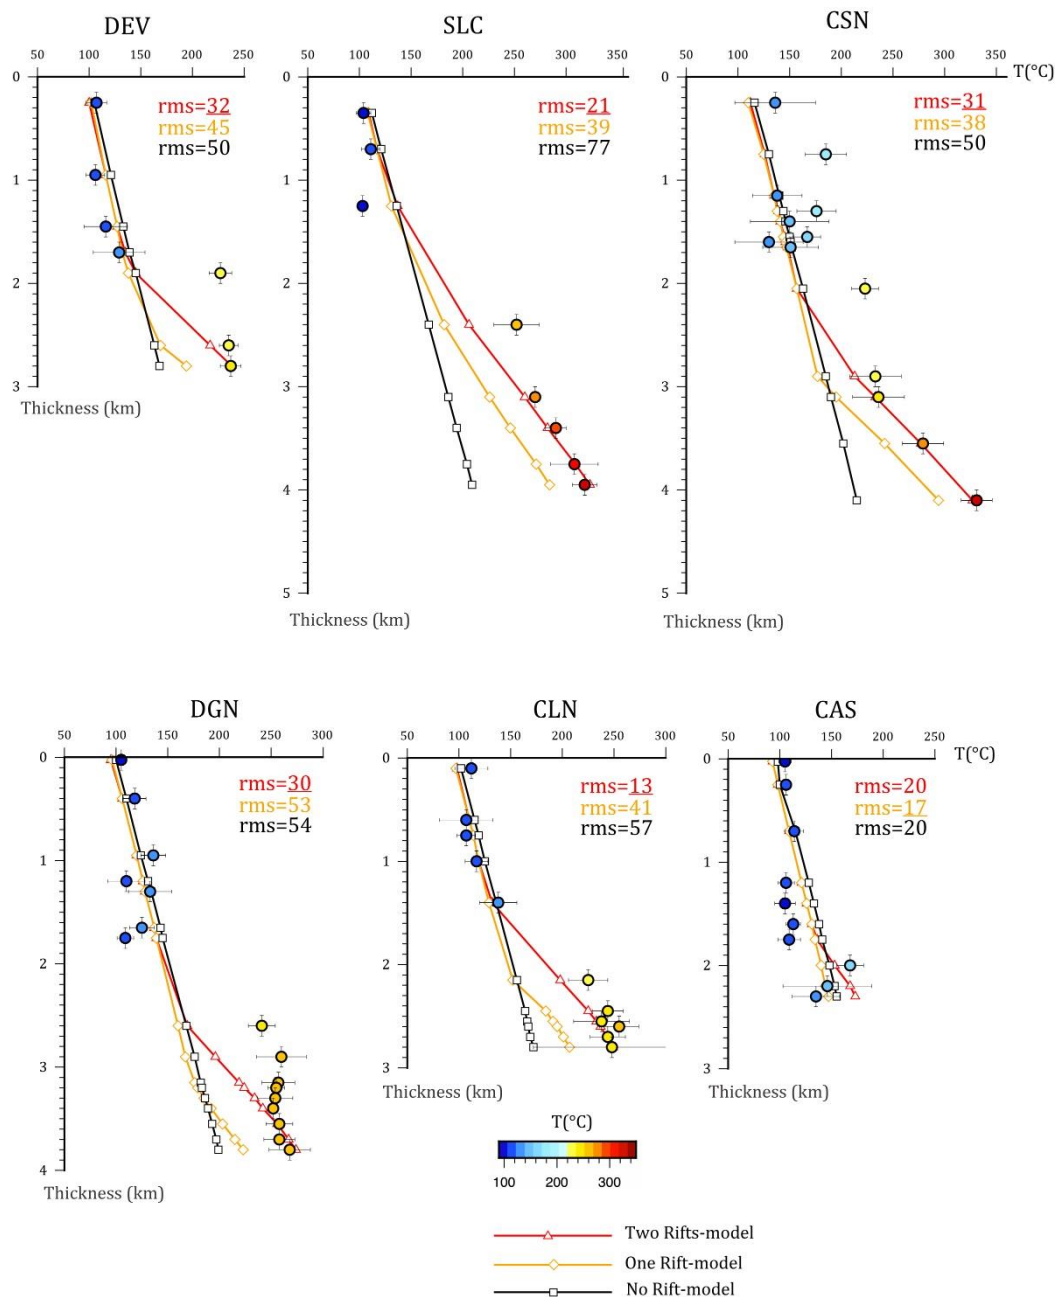 DEV
SLC
CSN
50 100 150 200 250
50 100 150 200 250 300 350
50 100 150 200 250 300 350
T(°C)
0
1
2
3
rms=32
rms=45
rms=50
Thickness (km)
0
1
2
3
4
5
rms=21
rms=39
rms=77
Thickness (km)
0
1
2
3
4
5
rms=31
rms=38
rms=50
Thickness (km)
DGN
CLN
CAS
50 100 150 200 250 300
50 100 150 200 250 300
50 100 150 200 250
T(°C)
0
1
2
3
4
rms=30
rms=53
rms=54
Thickness (km)
0
1
2
3
rms=13
rms=41
rms=57
Thickness (km)
0
1
2
3
rms=20
rms=17
rms=20
Thickness (km)
T(°C)
100 200 300
Two Rifts-model
One Rift-model
No Rift-model